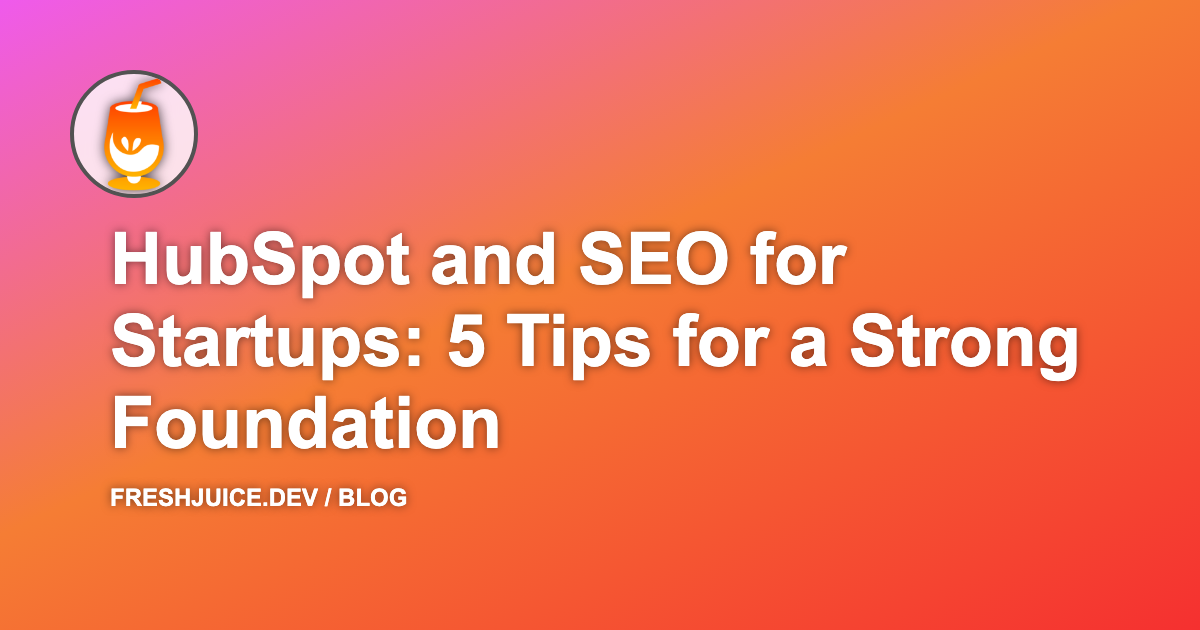 HubSpot and SEO for
Startups: 5 Tips for a Strong
Foundation
FRESHJUICE.DEV / BLOG